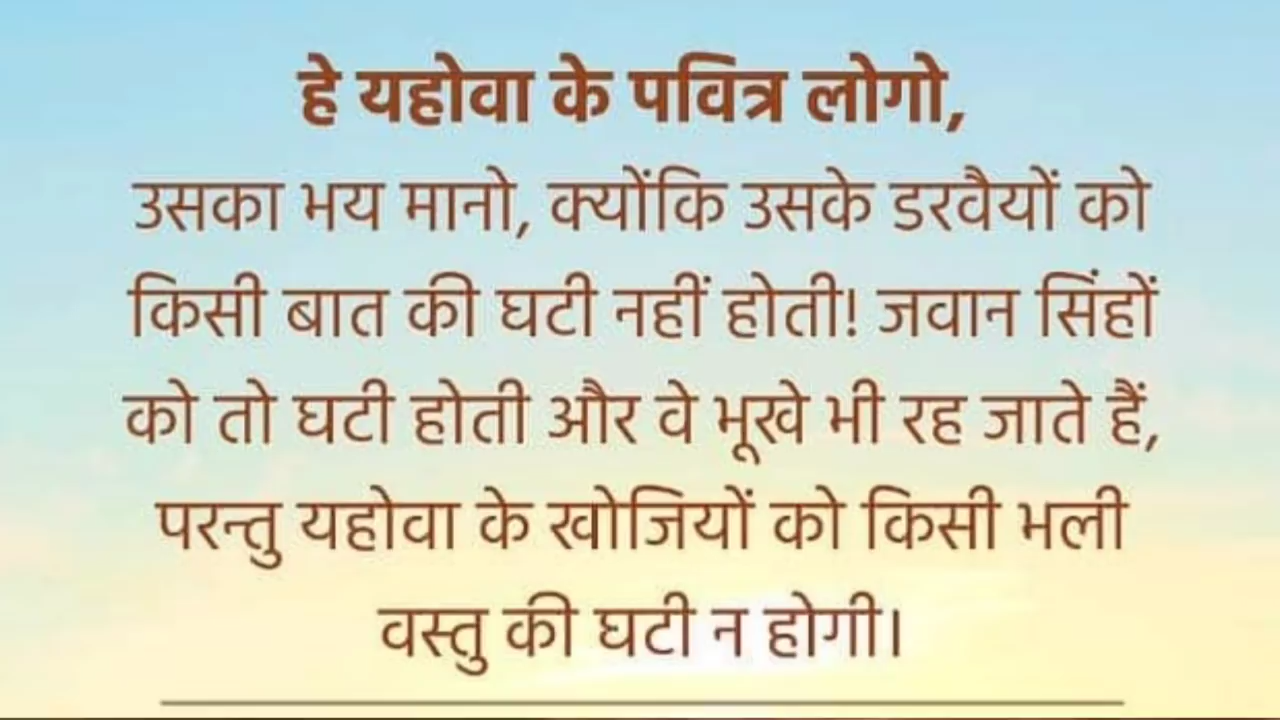 हे यहोवा के पवित्र लोगो,
उसका भय मानो, क्योंकि उसके डरवैयों को
किसी बात की घटी नहीं होती! जवान सिंहों
को तो घटी होती और वे भूखे भी रह जाते हैं,
परन्तु यहोवा के खोजियों को किसी भली
वस्तु की घटी न होगी।